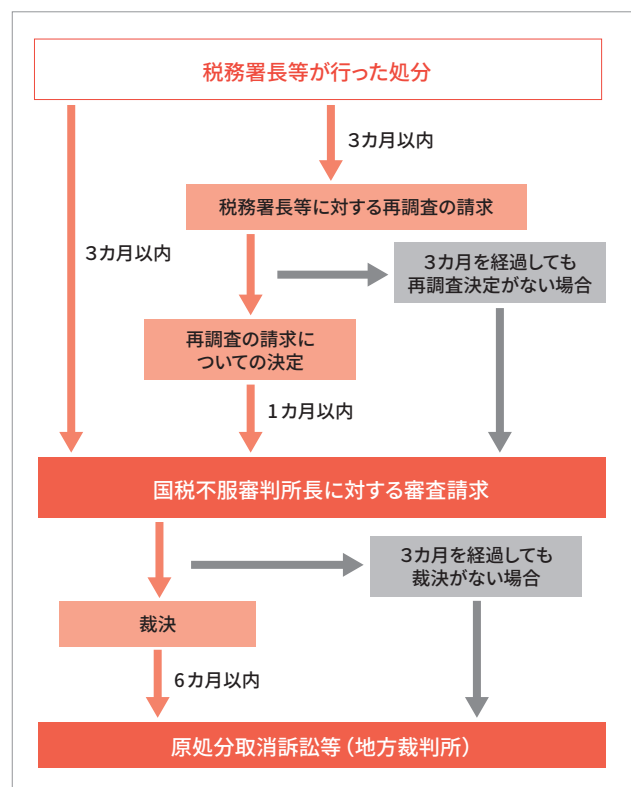 税務署長等が行った処分
3カ月以内
税務署長等に対する再調査の請求
3カ月以内
3カ月を経過しても
再調査決定がない場合
再調査の請求に
ついての決定
1カ月以内
国税不服審判所長に対する審査請求
3カ月を経過しても
裁決がない場合
裁決
6カ月以内
原処分取消訴訟等（地方裁判所）